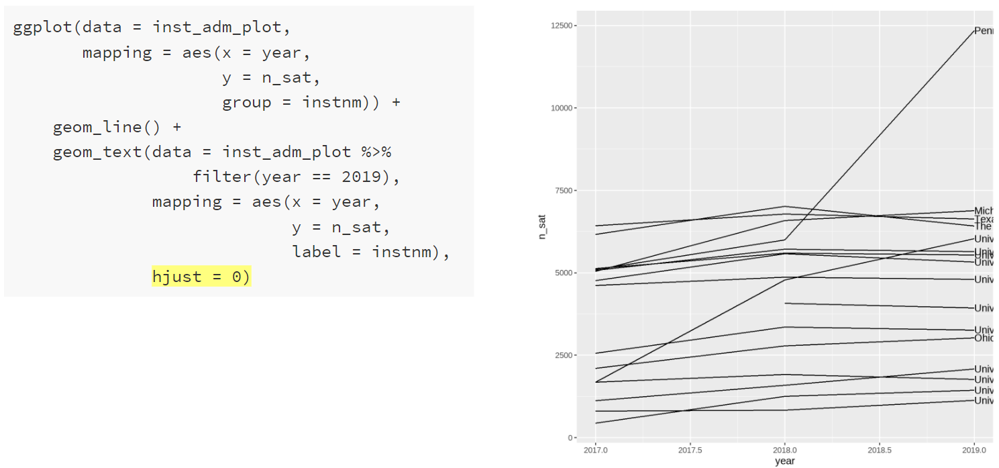 ggplot(data = inst_adm_plot,
mapping = aes(x = year,
y = n_sat,
group = instnm)) +
geom_line() +
geom_text(data = inst_adm_plot %>%
filter(year == 2019),
mapping = aes(x = year,
y = n_sat,
label = instnm),
hjust = 0)
12500
10000
7500
5000
2500
0
n_sat
Penn
Mich
Texa
The
Univ
Univ
Univ
Univ
Univ
Univ
Univ
Ohio
Univ
Univ
Univ
Univ
2017.0
2017.5
2018.0
2018.5
2019.0
year